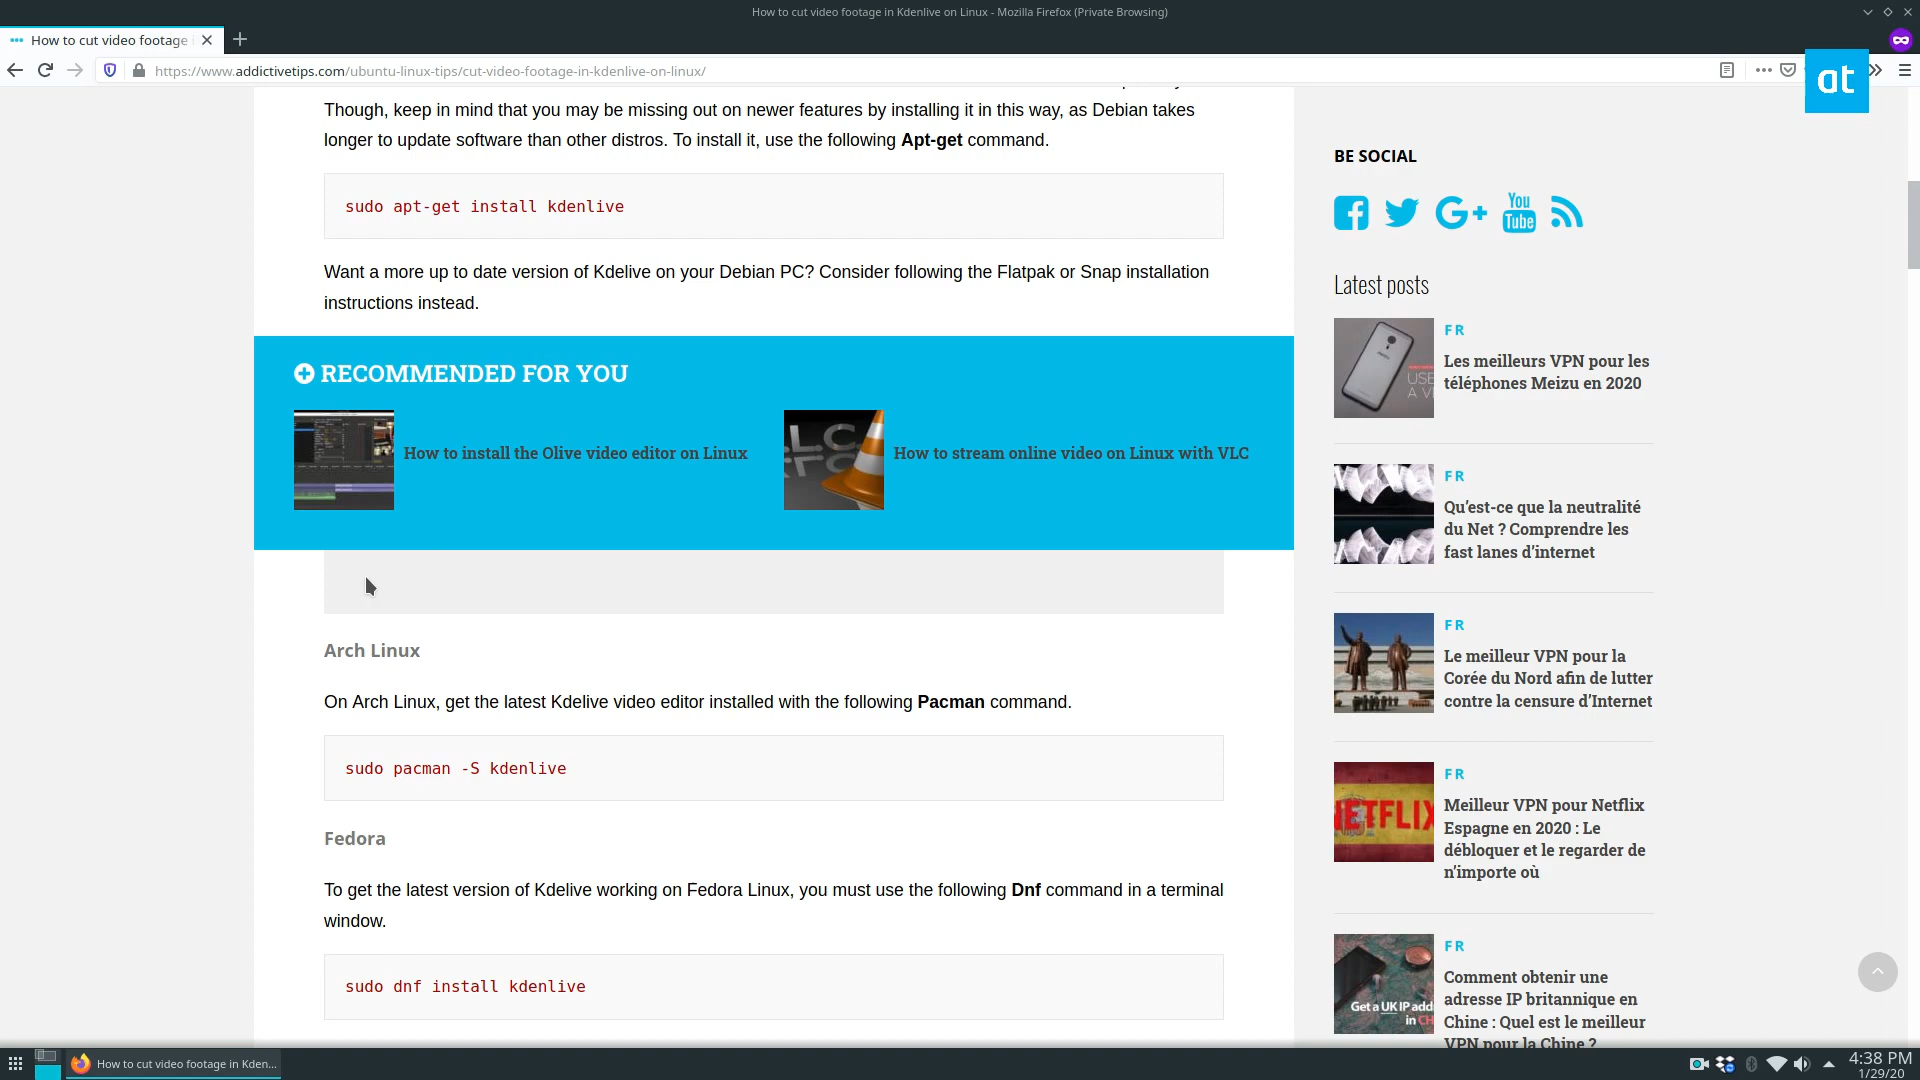 How to cut video footage in Kdenlive on Linux - Mozilla Firefox (Private Browsing)
How to cut video footage
https://www.addictivetips.com/ubuntu-linux-tips/cut-video-footage-in-kdenlive-on-linux/
at
Though, keep in mind that you may be missing out on newer features by installing it in this way, as Debian takes
longer to update software than other distros. To install it, use the following Apt-get command.
sudo apt-get install kdenlive
Want a more up to date version of Kdelive on your Debian PC? Consider following the Flatpak or Snap installation
instructions instead.
RECOMMENDED FOR YOU
How to install the Olive video editor on Linux
How to stream online video on Linux with VLC
Arch Linux
On Arch Linux, get the latest Kdelive video editor installed with the following Pacman command.
sudo pacman -S kdenlive
Fedora
To get the latest version of Kdelive working on Fedora Linux, you must use the following Dnf command in a terminal
window.
sudo dnf install kdenlive
BE SOCIAL
You
Tube
Latest posts
FR
Les meilleurs VPN pour les
téléphones Meizu en 2020
USE
A V
FR
Qu’est-ce que la neutralité
du Net ? Comprendre les
fast lanes d’internet
FR
Le meilleur VPN pour la
Corée du Nord afin de lutter
contre la censure d’Internet
NETFLIX
FR
Meilleur VPN pour Netflix
Espagne en 2020 : Le
débloquer et le regarder de
n’importe où
Get a UK IP add
in CH
FR
Comment obtenir une
adresse IP britannique en
Chine : Quel est le meilleur
VPN pour la Chine ?
How to cut video footage in Kden...
4:38 PM
1/29/20